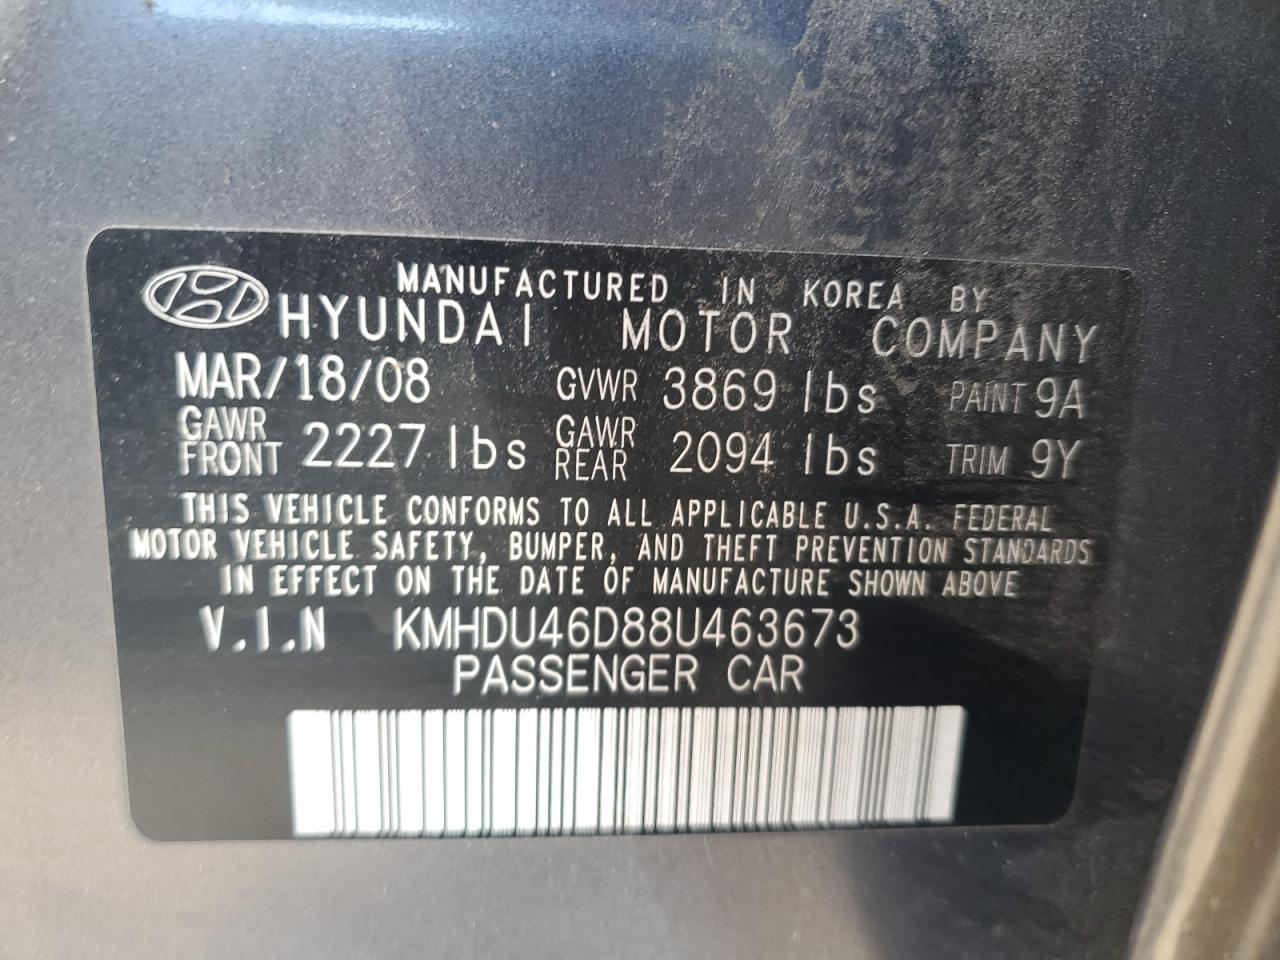 MANUFACTURED IN KOREA BY
HYUNDAI MOTOR COMPANY
MAR/18/08 GVWR 3869 lbs PAINT 9A
GAWR FRONT 2227 lbs GAWR REAR 2094 lbs TRIM 9Y
THIS VEHICLE CONFORMS TO ALL APPLICABLE U.S.A. FEDERAL
MOTOR VEHICLE SAFETY, BUMPER, AND THEFT PREVENTION STANDARDS
IN EFFECT ON THE DATE OF MANUFACTURE SHOWN ABOVE
V.I.N KMHDU46D88U463673
PASSENGER CAR